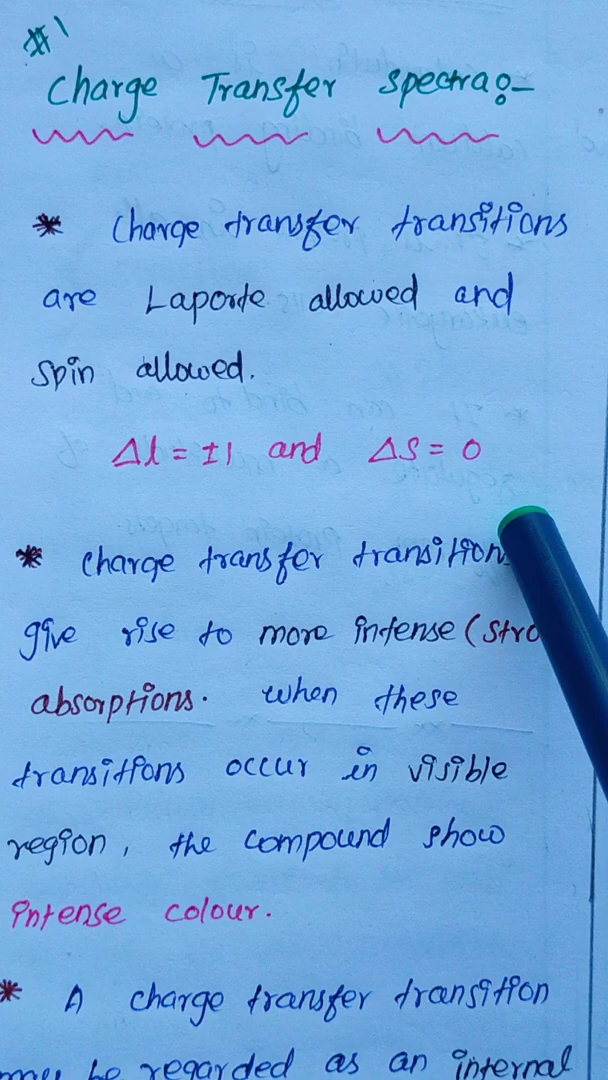 #1
Charge Transfer spectra:-
* Charge transfer transitions
are Laporte allowed and
spin allowed.
Δl = ±1 and ΔS = 0
* Charge transfer transition
give rise to more intense (stro
absorptions. when these
transitions occur in visible
region, the compound show
intense colour.
* A charge transfer transition
may be regarded as an internal